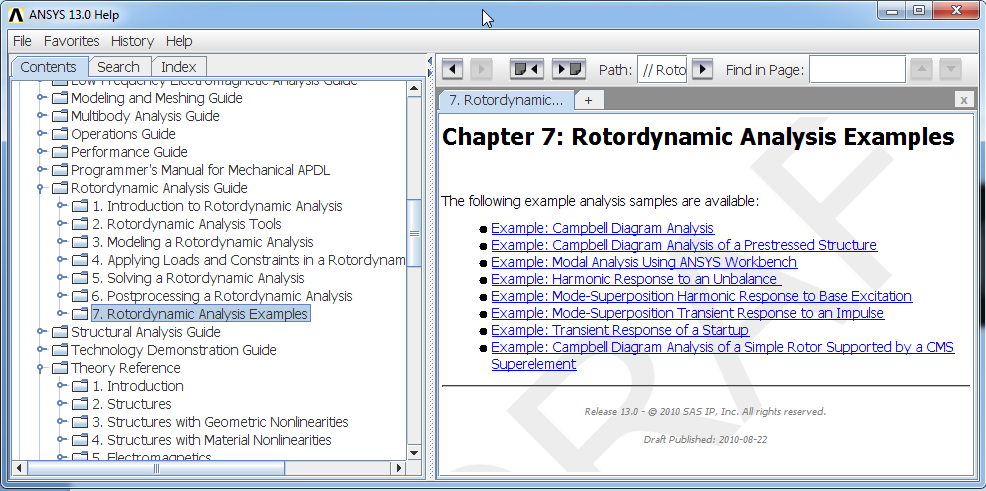 ANSYS 13.0 Help
File Favorites History Help
Contents Search Index
Low-Frequency Electromagnetic Analysis Guide
Modeling and Meshing Guide
Multibody Analysis Guide
Operations Guide
Performance Guide
Programmer's Manual for Mechanical APDL
Rotordynamic Analysis Guide
1. Introduction to Rotordynamic Analysis
2. Rotordynamic Analysis Tools
3. Modeling a Rotordynamic Analysis
4. Applying Loads and Constraints in a Rotordynam
5. Solving a Rotordynamic Analysis
6. Postprocessing a Rotordynamic Analysis
7. Rotordynamic Analysis Examples
Structural Analysis Guide
Technology Demonstration Guide
Theory Reference
1. Introduction
2. Structures
3. Structures with Geometric Nonlinearities
4. Structures with Material Nonlinearities
5. Electromagnetics
Path: // Roto Find in Page:
7. Rotordynamic... + x
Chapter 7: Rotordynamic Analysis Examples
The following example analysis samples are available:
Example: Campbell Diagram Analysis
Example: Campbell Diagram Analysis of a Prestressed Structure
Example: Modal Analysis Using ANSYS Workbench
Example: Harmonic Response to an Unbalance
Example: Mode-Superposition Harmonic Response to Base Excitation
Example: Mode-Superposition Transient Response to an Impulse
Example: Transient Response of a Startup
Example: Campbell Diagram Analysis of a Simple Rotor Supported by a CMS
Superelement
Release 13.0 - © 2010 SAS IP, Inc. All rights reserved.
Draft Published: 2010-08-22